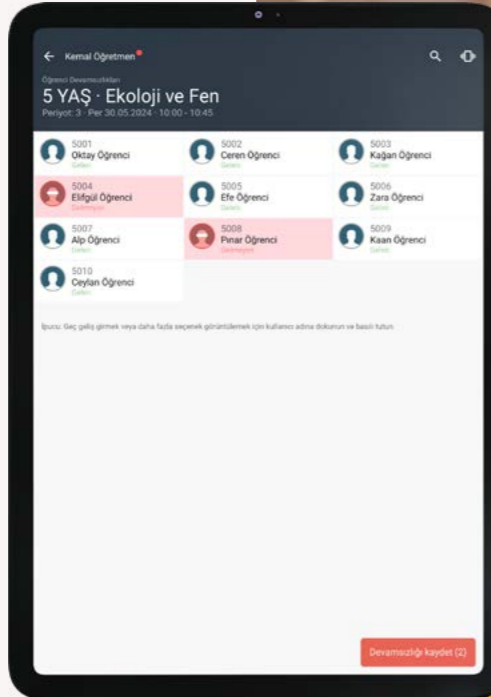 Kemal Öğretmen
Öğrenci Devamsızlıkları
5 YAŞ · Ekoloji ve Fen
Periyot: 3 · Per 30.05.2024 · 10:00 - 10:45
5001
Oktay Öğrenci
Gelen
5002
Ceren Öğrenci
Gelen
5003
Kağan Öğrenci
Gelen
5004
Elifgül Öğrenci
Gelmeyen
5005
Efe Öğrenci
Gelen
5006
Zara Öğrenci
Gelen
5007
Alp Öğrenci
Gelen
5008
Pınar Öğrenci
Gelmeyen
5009
Kaan Öğrenci
Gelen
5010
Ceylan Öğrenci
Gelen
İpucu: Geç geliş girmek veya daha fazla seçenek görüntülemek için kullanıcı adına dokunun ve basılı tutun
Devamsızlığı kaydet (2)